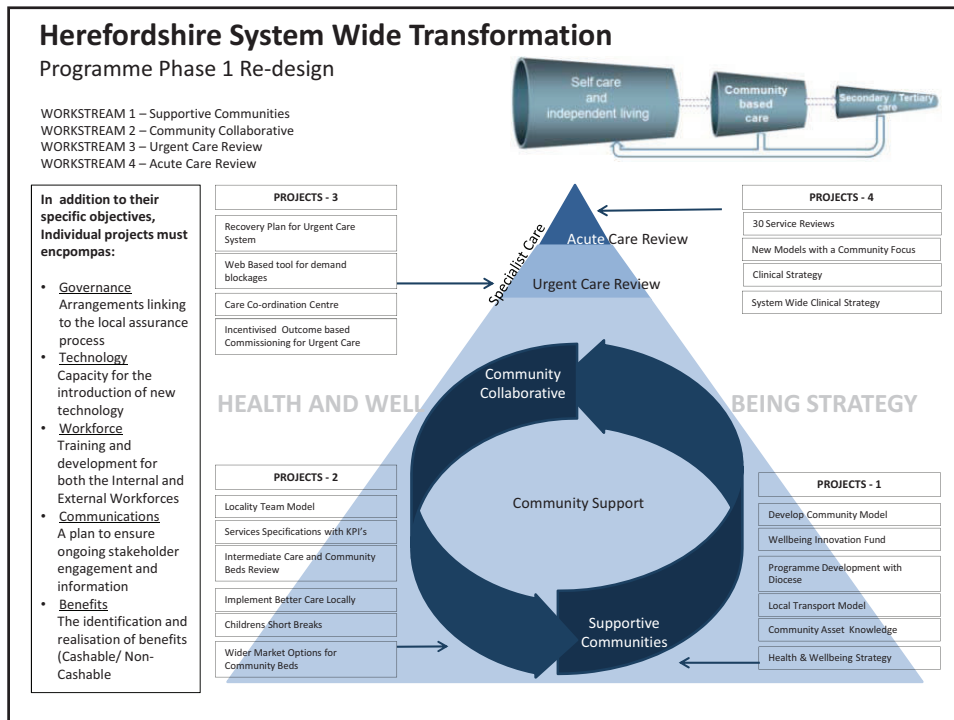 Herefordshire System Wide Transformation
Programme Phase 1 Re-design
Self care
and
independent living
Community
based
care
Secondary / Tertiary
care
WORKSTREAM 1 – Supportive Communities
WORKSTREAM 2 – Community Collaborative
WORKSTREAM 3 – Urgent Care Review
WORKSTREAM 4 – Acute Care Review
In addition to their
specific objectives,
Individual projects must
encpompas:
• Governance
Arrangements linking
to the local assurance
process
• Technology
Capacity for the
introduction of new
technology
• Workforce
Training and
development for
both the Internal and
External Workforces
• Communications
A plan to ensure
ongoing stakeholder
engagement and
information
• Benefits
The identification and
realisation of benefits
(Cashable/ Non-
Cashable
PROJECTS - 3
Recovery Plan for Urgent Care
System
Web Based tool for demand
blockages
Care Co-ordination Centre
Incentivised Outcome based
Commissioning for Urgent Care
Specialist Care
Acute Care Review
Urgent Care Review
PROJECTS - 4
30 Service Reviews
New Models with a Community Focus
Clinical Strategy
System Wide Clinical Strategy
HEALTH AND WELL
BEING STRATEGY
Community
Collaborative
Community Support
Supportive
Communities
PROJECTS - 2
Locality Team Model
Services Specifications with KPI's
Intermediate Care and Community
Beds Review
Implement Better Care Locally
Childrens Short Breaks
Wider Market Options for
Community Beds
PROJECTS - 1
Develop Community Model
Wellbeing Innovation Fund
Programme Development with
Diocese
Local Transport Model
Community Asset Knowledge
Health & Wellbeing Strategy